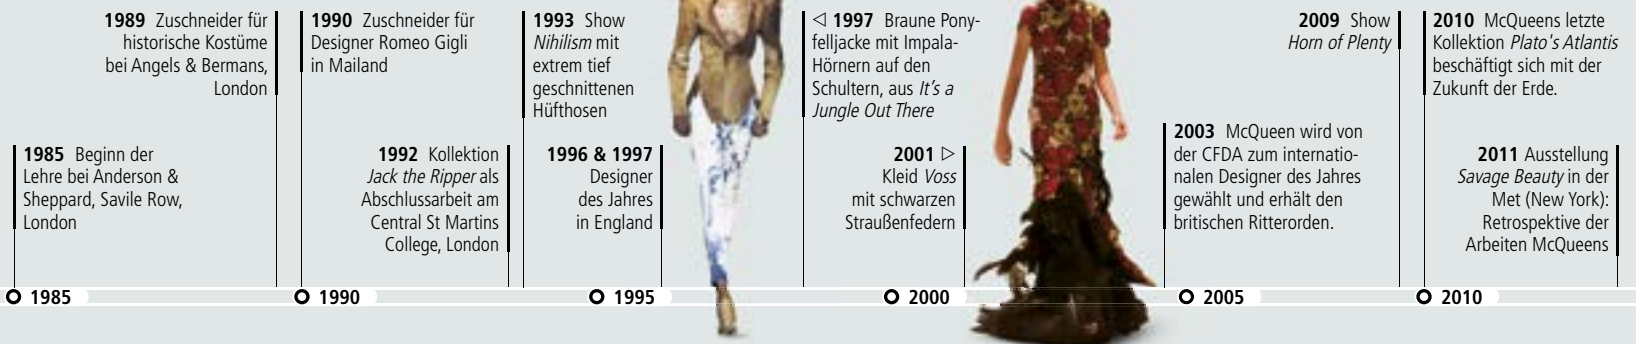 1989 Zuschneider für
historische Kostüme
bei Angels & Bermans,
London
1990 Zuschneider für
Designer Romeo Gigli
in Mailand
1993 Show
Nihilism mit
extrem tief
geschnittenen
Hüfthosen
◁ 1997 Braune Pony-
felljacke mit Impala-
Hörnern auf den
Schultern, aus It's a
Jungle Out There
2009 Show
Horn of Plenty
2010 McQueens letzte
Kollektion Plato's Atlantis
beschäftigt sich mit der
Zukunft der Erde.
1985 Beginn der
Lehre bei Anderson &
Sheppard, Savile Row,
London
1992 Kollektion
Jack the Ripper als
Abschlussarbeit am
Central St Martins
College, London
1996 & 1997
Designer
des Jahres
in England
2001 ▷
Kleid Voss
mit schwarzen
Straußenfedern
2003 McQueen wird von
der CFDA zum internatio-
nalen Designer des Jahres
gewählt und erhält den
britischen Ritterorden.
2011 Ausstellung
Savage Beauty in der
Met (New York):
Retrospektive der
Arbeiten McQueens
1985 1990 1995 2000 2005 2010